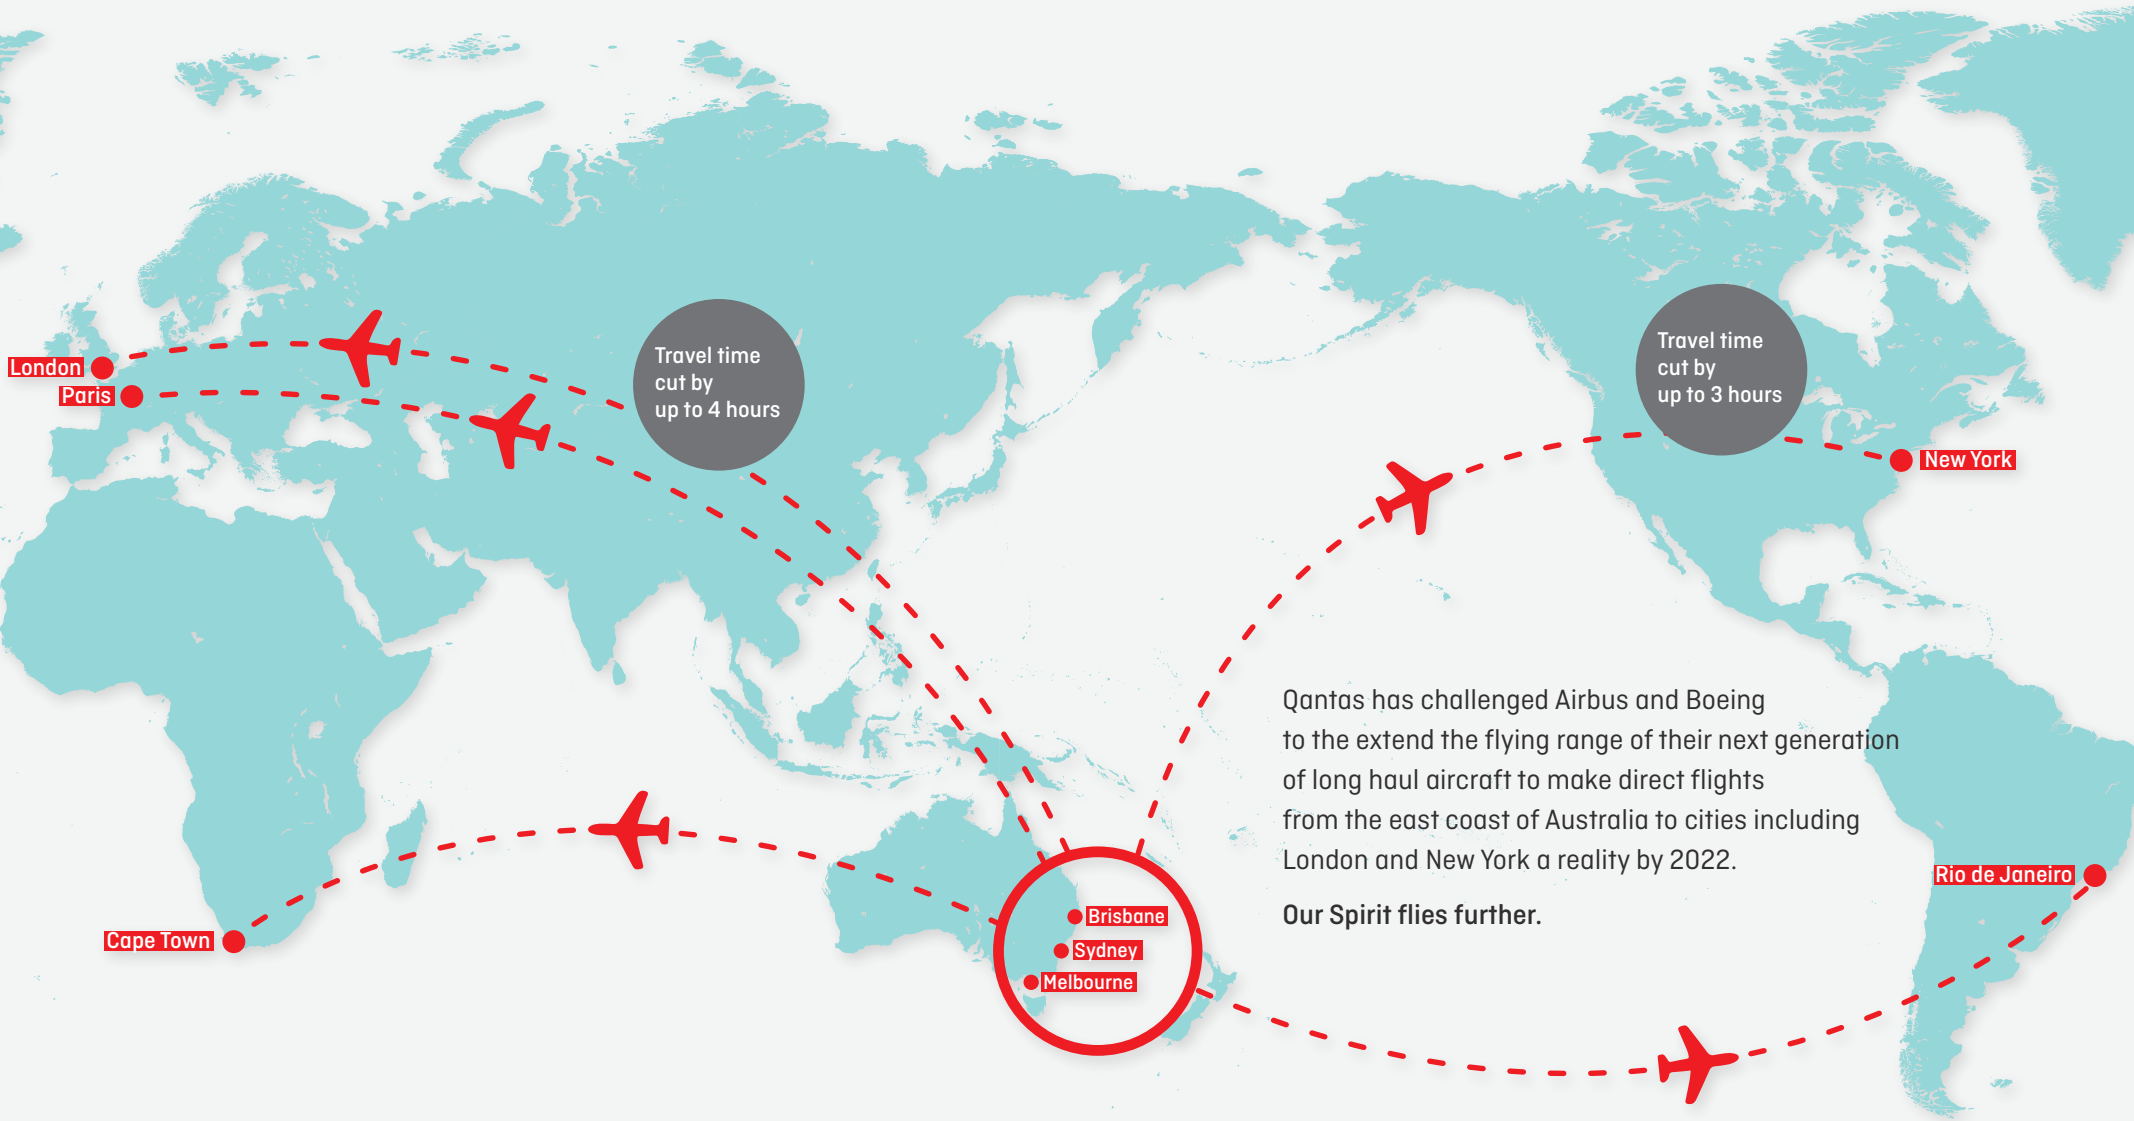 Travel time
cut by
up to 4 hours
Travel time
cut by
up to 3 hours
London
Paris
New York
Qantas has challenged Airbus and Boeing
to the extend the flying range of their next generation
of long haul aircraft to make direct flights
from the east coast of Australia to cities including
London and New York a reality by 2022.
Our Spirit flies further.
Rio de Janeiro
Cape Town
Brisbane
Sydney
Melbourne